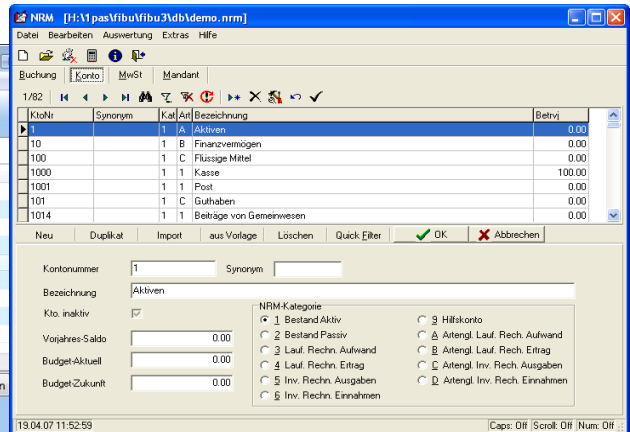 NRM [H:\1pas\fibu\fibu3\db\demo.nrm]
Datei Bearbeiten Auswertung Extras Hilfe
Buchung Konto MwSt Mandant
1/82
KtoNr Synonym Kat Art Bezeichnung Betrvj
1 1 A Aktiven 0.00
10 1 B Finanzvermögen 0.00
100 1 C Flüssige Mittel 0.00
1000 1 1 Kasse 100.00
1001 1 1 Post 0.00
101 1 C Guthaben 0.00
1014 1 1 Beiträge von Gemeinwesen 0.00
Neu Duplikat Import aus Vorlage Löschen Quick Filter OK Abbrechen
Kontonummer 1 Synonym
Bezeichnung Aktiven
Kto. inaktiv
Vorjahres-Saldo 0.00
Budget-Aktuell 0.00
Budget-Zukunft 0.00
NRM-Kategorie
1 Bestand Aktiv 9 Hilfskonto
2 Bestand Passiv A Artengl. Lauf. Rech. Aufwand
3 Lauf. Rechn. Aufwand B Artengl. Lauf. Rech. Ertrag
4 Lauf. Rechn. Ertrag C Artengl. Inv. Rech. Ausgaben
5 Inv. Rechn. Ausgaben D Artengl. Inv. Rech. Einnahmen
6 Inv. Rechn. Einnahmen
19.04.07 11:52:59 Caps: Off Scroll: Off Num: Off